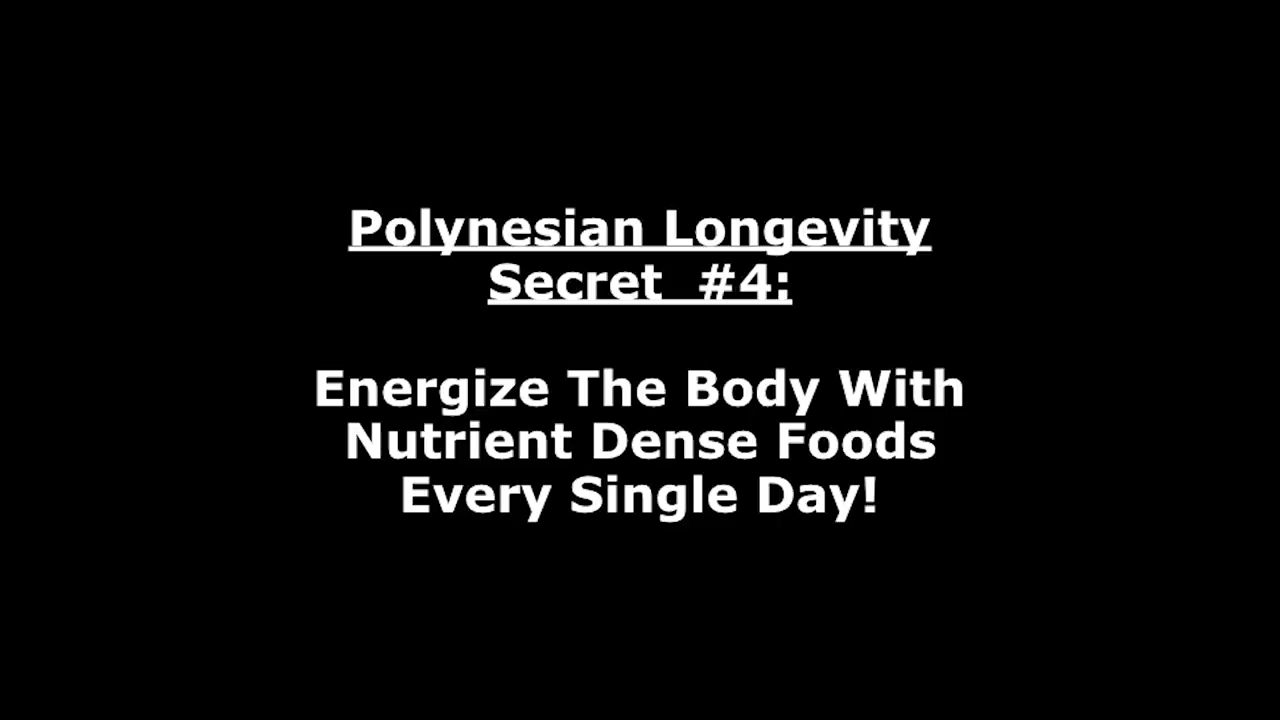 Polynesian Longevity
Secret  #4:
Energize The Body With
Nutrient Dense Foods
Every Single Day!